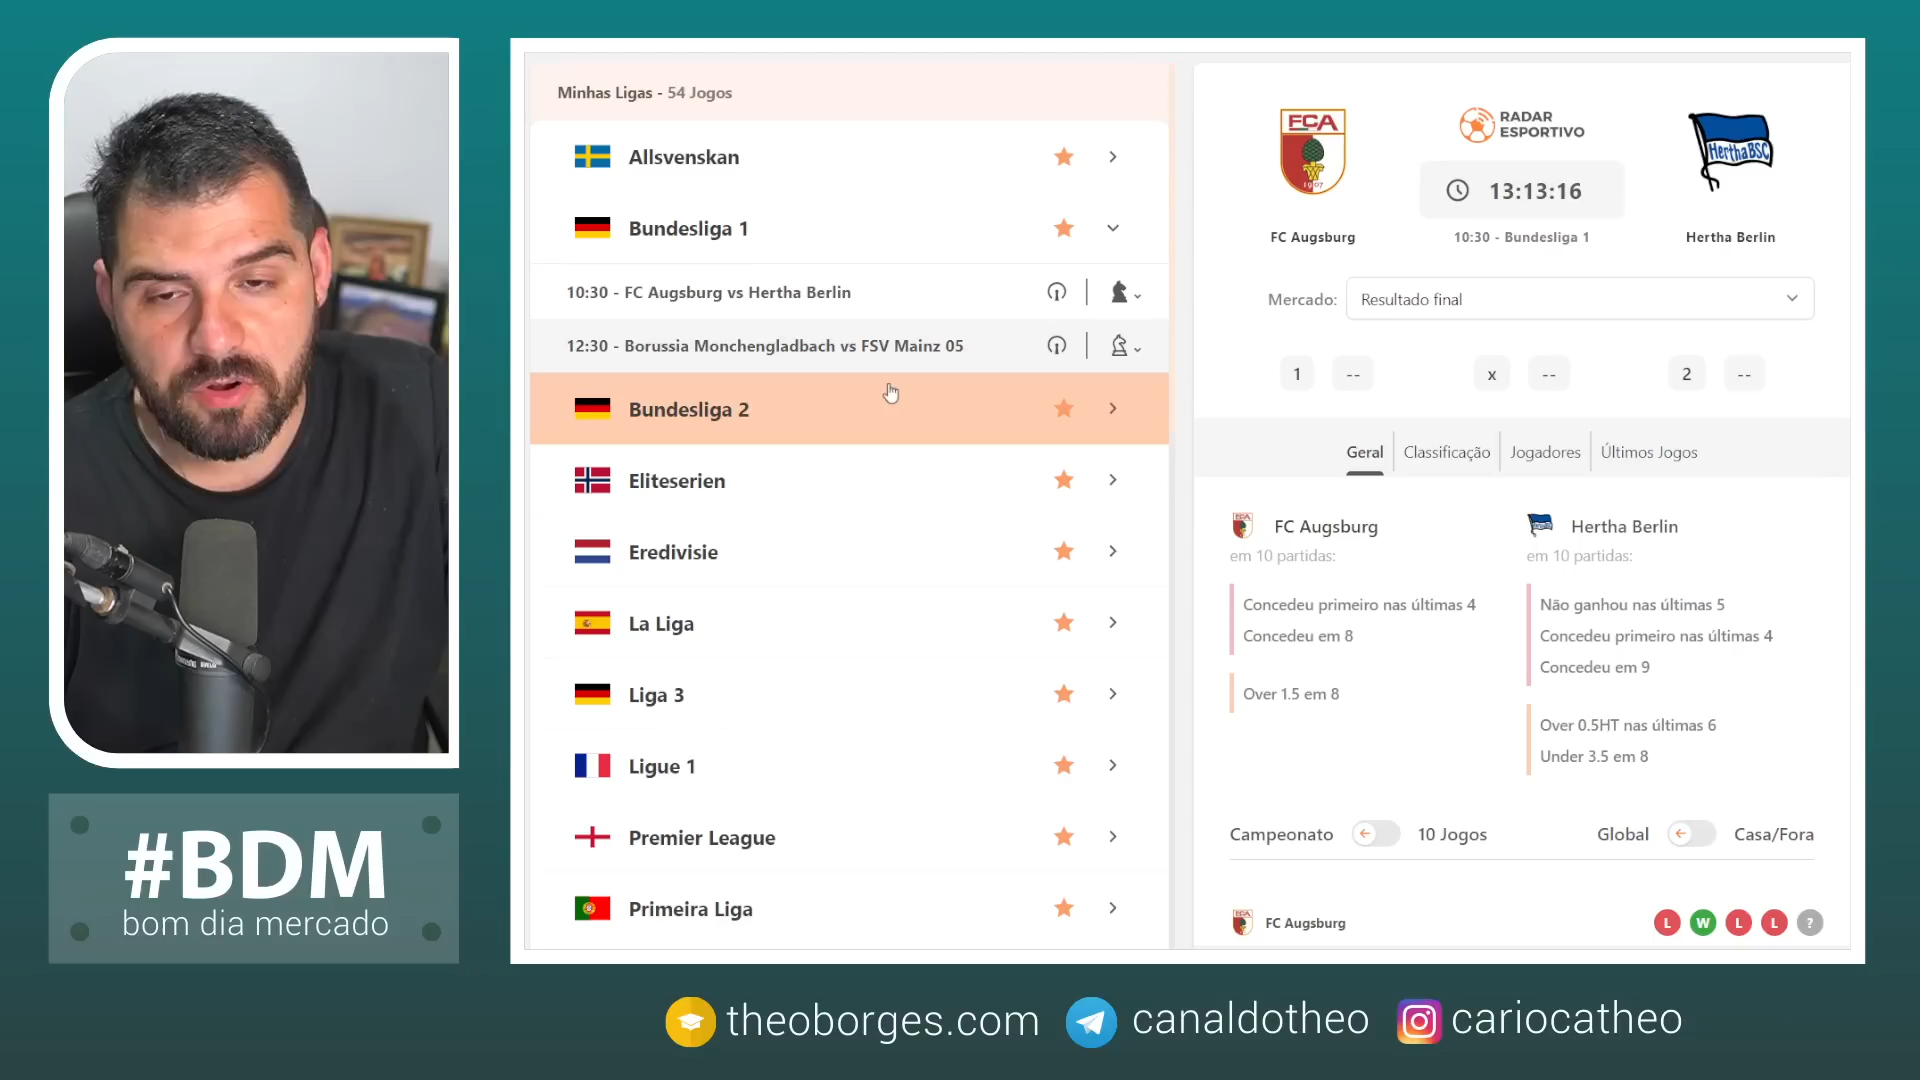 Minhas Ligas - 54 Jogos
Allsvenskan
Bundesliga 1
10:30 - FC Augsburg vs Hertha Berlin
12:30 - Borussia Monchengladbach vs FSV Mainz 05
Bundesliga 2
Eliteserien
Eredivisie
La Liga
Liga 3
Ligue 1
Premier League
Primeira Liga
FCA
1907
RADAR
ESPORTIVO
Hertha BSC
13:13:16
FC Augsburg
10:30 - Bundesliga 1
Hertha Berlin
Mercado: Resultado final
1 -- x -- 2 --
Geral Classificação Jogadores Últimos Jogos
FC Augsburg
em 10 partidas:
Concedeu primeiro nas últimas 4
Concedeu em 8
Over 1.5 em 8
Hertha Berlin
em 10 partidas:
Não ganhou nas últimas 5
Concedeu primeiro nas últimas 4
Concedeu em 9
Over 0.5HT nas últimas 6
Under 3.5 em 8
Campeonato 10 Jogos Global Casa/Fora
FC Augsburg L W L L ?
#BDM
bom dia mercado
theoborges.com canaldotheo cariocatheo